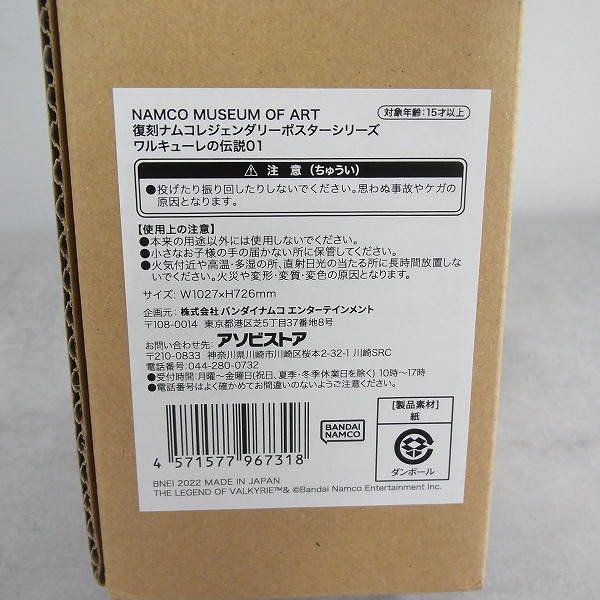 NAMCO MUSEUM OF ART
対象年齢:15才以上
復刻ナムコレジェンダリーポスターシリーズ
ワルキューレの伝説01
注 意 (ちゅうい)
●投げたり振り回したりしないでください。思わぬ事故やケガの
原因となります。
【使用上の注意】
●本来の用途以外には使用しないでください。
●小さなお子様の手の届かない所に保管してください。
●火気付近や高温・多湿の所、直射日光の当たる所に長時間放置しな
いでください。火災や変形・変質・変色の原因となります。
サイズ: W1027×H726mm
企画元: 株式会社 バンダイナムコ エンターテインメント
〒108-0014 東京都港区芝5丁目37番地8号
お問い合わせ先: アソビストア
〒210-0833 神奈川県川崎市川崎区桜本2-32-1 川崎SRC
電話番号: 044-280-0732
●受付時間:月曜~金曜日(祝日、夏季・冬季休業日を除く) 10時~17時
●電話番号はよく確かめてお間違いのないようご注意ください。
4 571577 967318
BANDAI
NAMCO
[製品素材]
紙
ダンボール
BNEI 2022 MADE IN JAPAN
THE LEGEND OF VALKYRIE™& ©Bandai Namco Entertainment Inc.